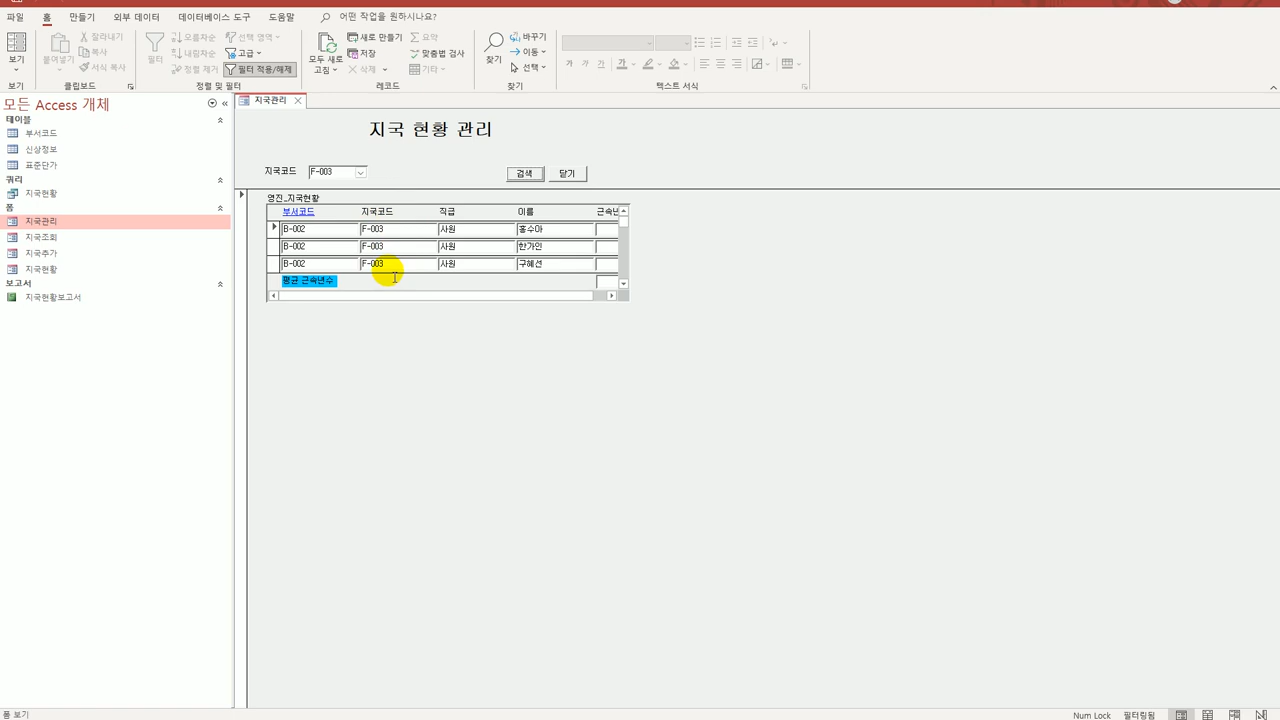 파일 홈 만들기 외부 데이터 데이터베이스 도구 도움말 어떤 작업을 원하시나요?
보기 붙여넣기 잘라내기 복사 서식 복사
필터 오름차순 내림차순 정렬 제거 선택 영역 고급 필터 적용/해제
모두 새로 고침 새로 만들기 저장 삭제 요약 맞춤법 검사 기타
찾기 바꾸기 이동 선택
가 가 가 가
보기 클립보드 정렬 및 필터 레코드 찾기 텍스트 서식
모든 Access 개체
테이블
부서코드
신상정보
표준단가
쿼리
지국현황
폼
지국관리
지국조회
지국추가
지국현황
보고서
지국현황보고서
지국관리
지국 현황 관리
지국코드 F-003 검색 닫기
영진_지국현황
부서코드 지국코드 직급 이름 근속년
B-002 F-003 사원 홍수아
B-002 F-003 사원 한가인
B-002 F-003 사원 구혜선
평균 근속년수
폼 보기 Num Lock 필터링됨